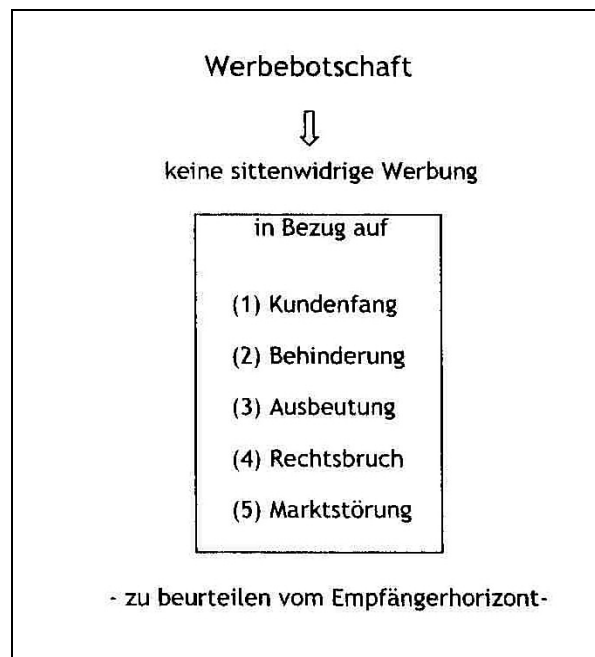 Werbebotschaft
keine sittenwidrige Werbung
in Bezug auf
(1) Kundenfang
(2) Behinderung
(3) Ausbeutung
(4) Rechtsbruch
(5) Marktstörung
- zu beurteilen vom Empfängerhorizont-